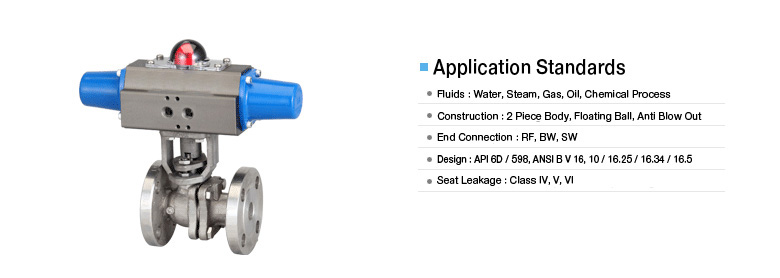 Application Standards
Fluids : Water, Steam, Gas, Oil, Chemical Process
Construction : 2 Piece Body, Floating Ball, Anti Blow Out
End Connection : RF, BW, SW
Design : API 6D / 598, ANSI B V 16, 10 / 16.25 / 16.34 / 16.5
Seat Leakage : Class IV, V, VI